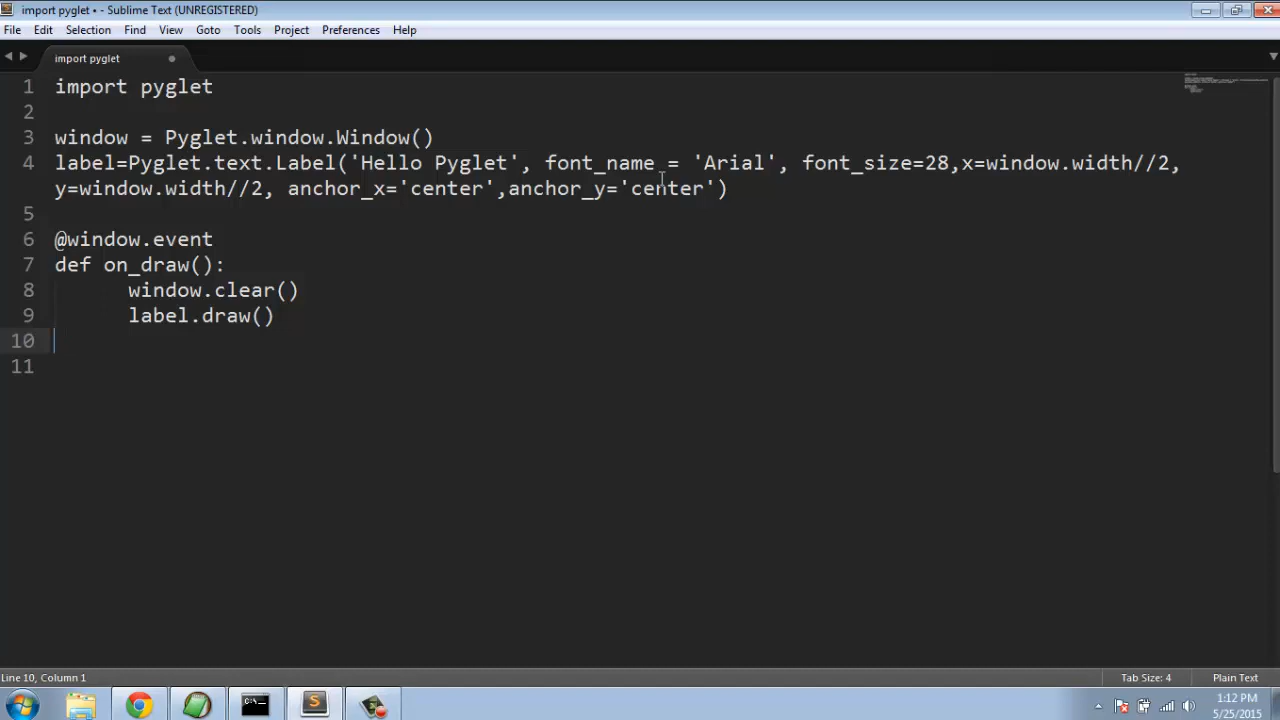 import pyglet • - Sublime Text (UNREGISTERED)
File Edit Selection Find View Goto Tools Project Preferences Help
import pyglet
1 import pyglet
2
3 window = Pyglet.window.Window()
4 label=Pyglet.text.Label('Hello Pyglet', font_name = 'Arial', font_size=28,x=window.width//2,
y=window.width//2, anchor_x='center',anchor_y='center')
5
6 @window.event
7 def on_draw():
8 window.clear()
9 label.draw()
10
11
Line 10, Column 1 Tab Size: 4 Plain Text
1:12 PM
5/25/2015